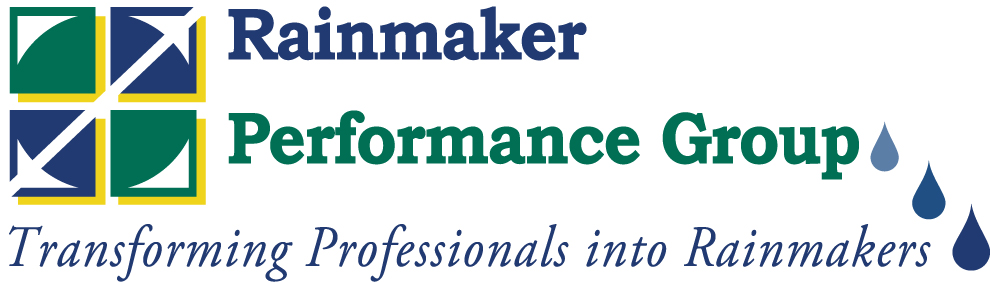 Rainmaker
Performance Group
Transforming Professionals into Rainmakers